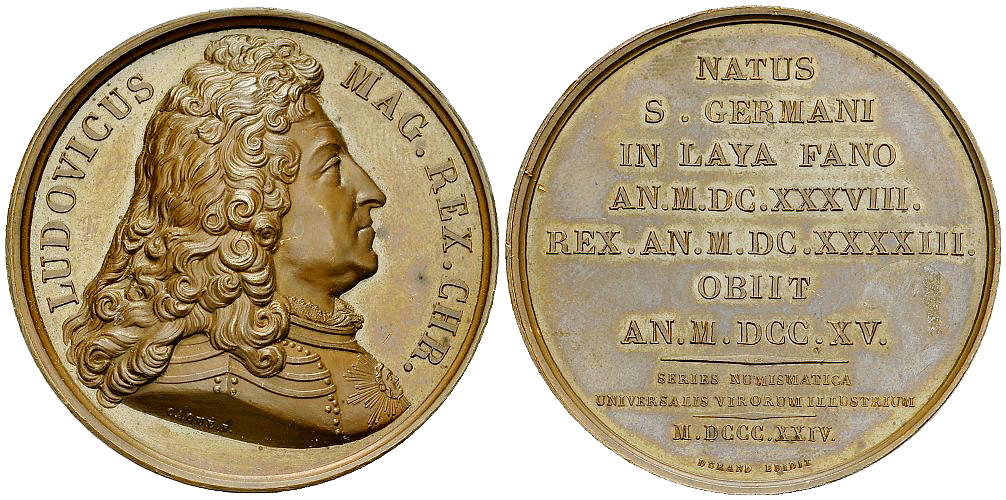 LUDOVICUS MAG. REX. CHR.
CAQUÉ. F
NATUS
S. GERMANI
IN LAYA FANO
AN.M.DC.XXXVIII.
REX.AN.M.DC.XXXXIII.
OBIIT
AN.M.DCC.XV.
SERIES NUMISMATICA
UNIVERSALIS VIRORUM ILLUSTRIUM
M.DCCC.XXIV.
DURAND EDIDIT